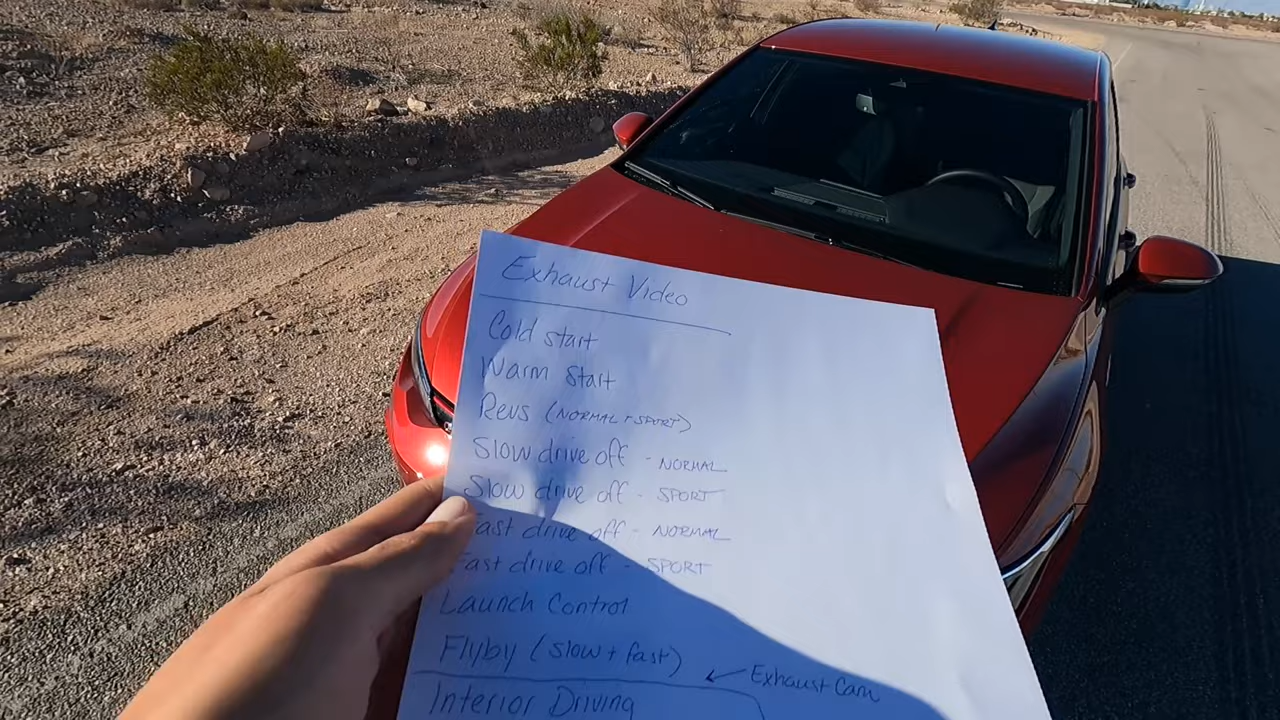 Exhaust Video
Cold start
Warm Start
Revs (NORMAL + SPORT)
Slow drive off - NORMAL
Slow drive off - SPORT
Fast drive off - NORMAL
Fast drive off - SPORT
Launch Control
Flyby (slow + fast)
Exhaust Cam
Interior Driving